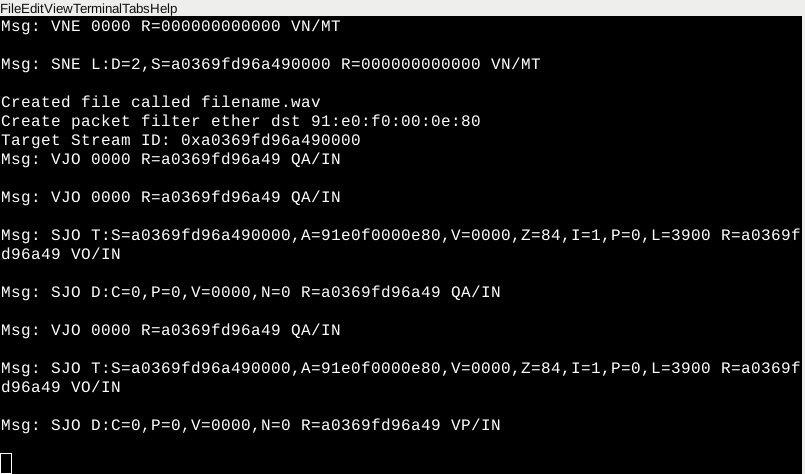 FileEditViewTerminalTabsHelp
Msg: VNE 0000 R=000000000000 VN/MT
Msg: SNE L:D=2,S=a0369fd96a490000 R=000000000000 VN/MT
Created file called filename.wav
Create packet filter ether dst 91:e0:f0:00:0e:80
Target Stream ID: 0xa0369fd96a490000
Msg: VJO 0000 R=a0369fd96a49 QA/IN
Msg: VJO 0000 R=a0369fd96a49 QA/IN
Msg: SJO T:S=a0369fd96a490000,A=91e0f0000e80,V=0000,Z=84,I=1,P=0,L=3900 R=a0369f
d96a49 VO/IN
Msg: SJO D:C=0,P=0,V=0000,N=0 R=a0369fd96a49 QA/IN
Msg: VJO 0000 R=a0369fd96a49 QA/IN
Msg: SJO T:S=a0369fd96a490000,A=91e0f0000e80,V=0000,Z=84,I=1,P=0,L=3900 R=a0369f
d96a49 VO/IN
Msg: SJO D:C=0,P=0,V=0000,N=0 R=a0369fd96a49 VP/IN